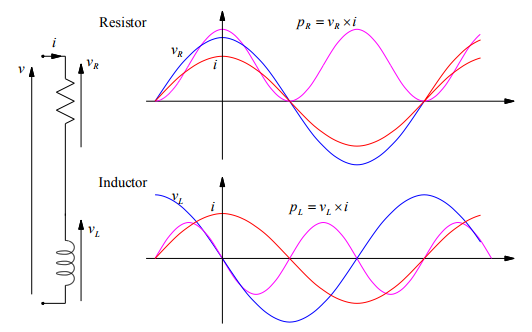 Resistor
i
v
v_R
v_R
i
p_R = v_R × i
Inductor
v_L
v_L
i
p_L = v_L × i